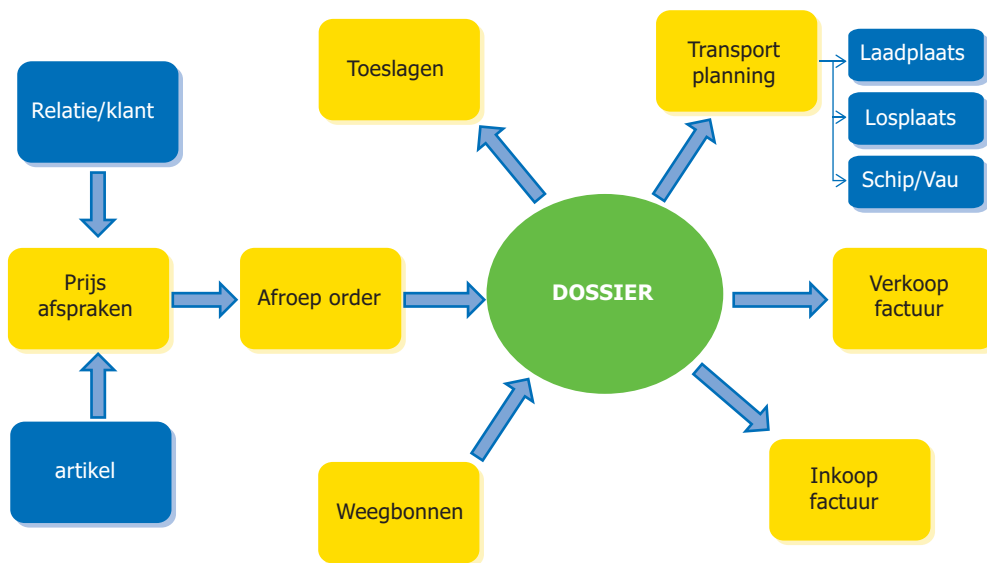 Toeslagen
Transport
planning
Laadplaats
Relatie/klant
Losplaats
Schip/Vau
Prijs
afspraken
Afroep order
DOSSIER
Verkoop
factuur
artikel
Weegbonnen
Inkoop
factuur